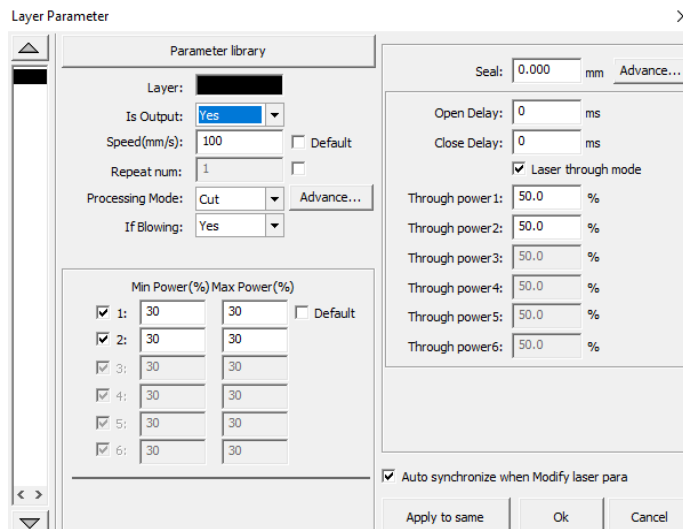 Layer Parameter
Parameter library
Layer:
Is Output: Yes
Speed(mm/s): 100 Default
Repeat num: 1
Processing Mode: Cut Advance...
If Blowing: Yes
Min Power(%) Max Power(%)
1: 30 30 Default
2: 30 30
3: 30 30
4: 30 30
5: 30 30
6: 30 30
Seal: 0.000 mm Advance...
Open Delay: 0 ms
Close Delay: 0 ms
Laser through mode
Through power1: 50.0 %
Through power2: 50.0 %
Through power3: 50.0 %
Through power4: 50.0 %
Through power5: 50.0 %
Through power6: 50.0 %
Auto synchronize when Modify laser para
Apply to same Ok Cancel